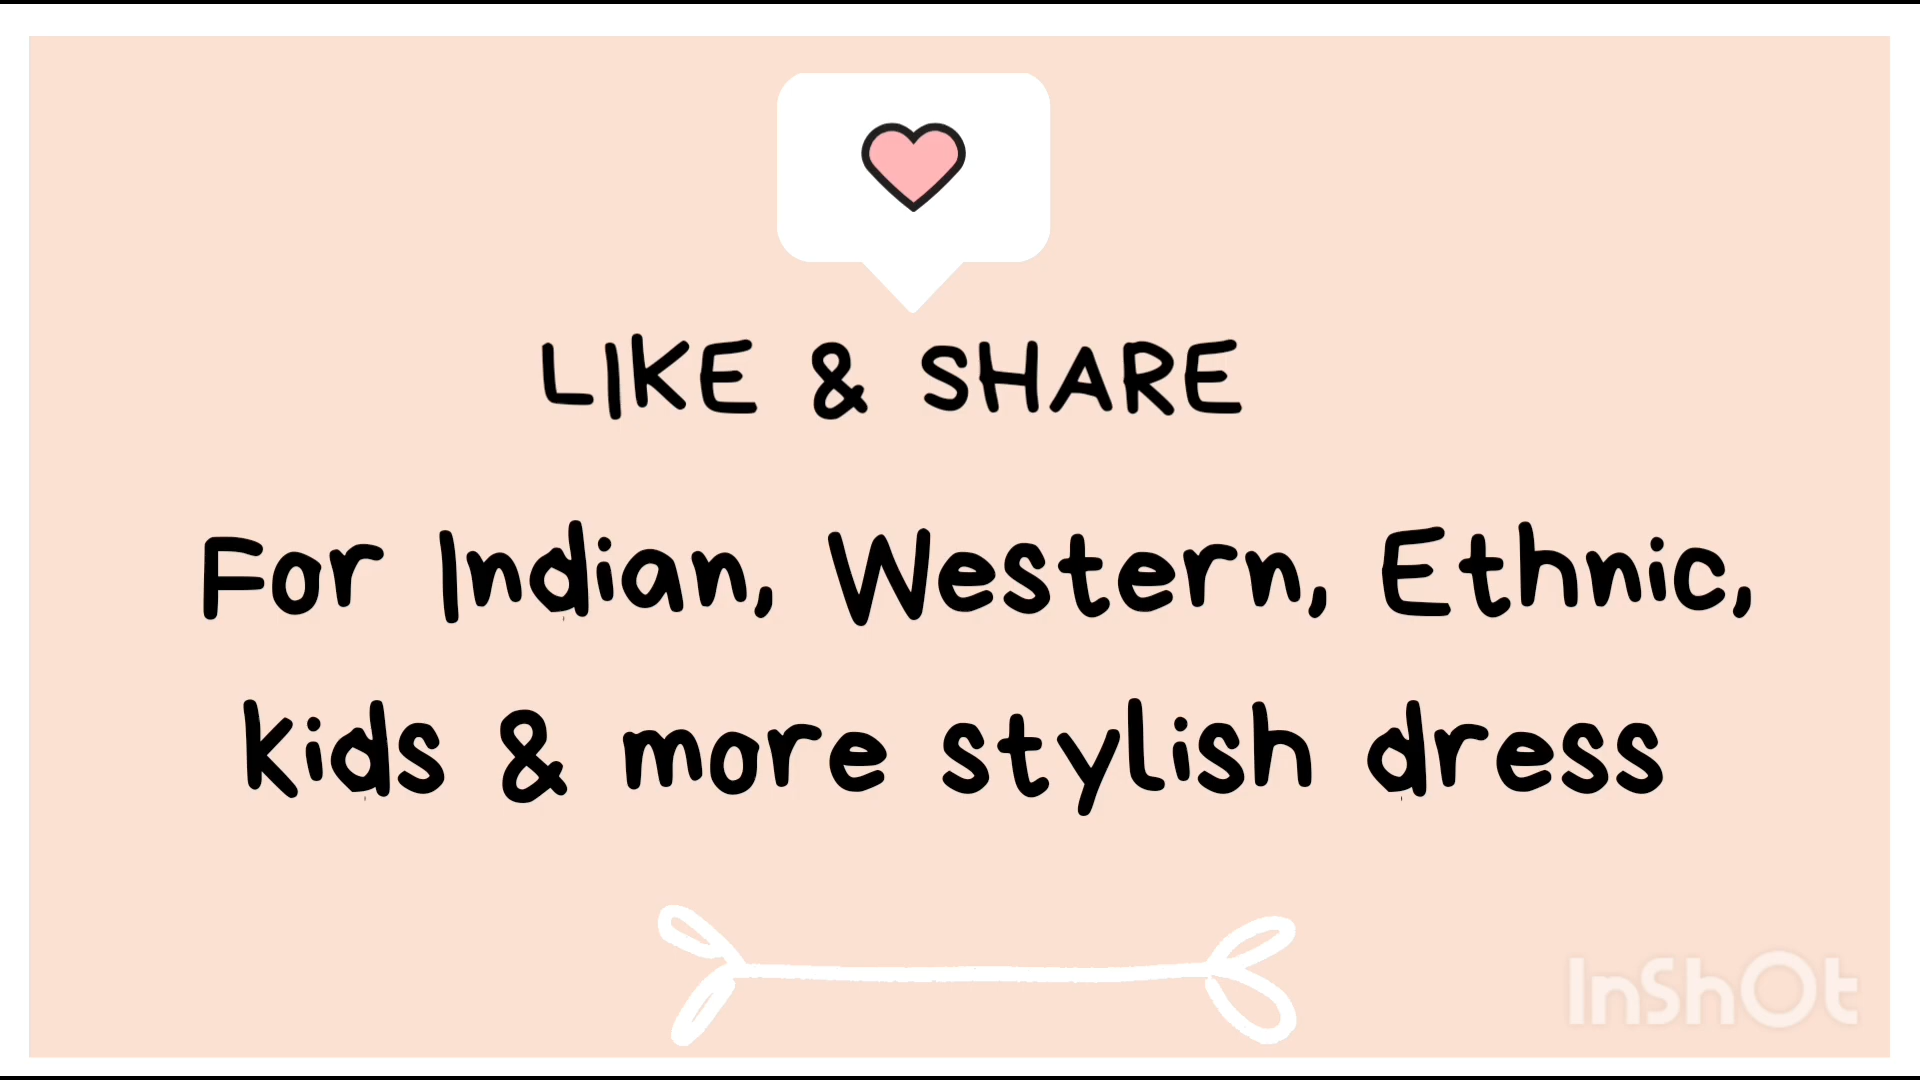 LIKE & SHARE
For Indian, Western, Ethnic,
kids & more stylish dress
InShOt